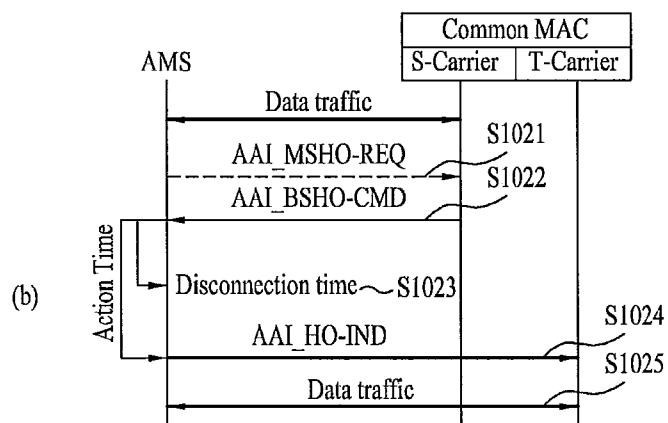 Common MAC
AMS
S-Carrier
T-Carrier
Data traffic
S1021
AAI_MSHO-REQ
S1022
AAI_BSHO-CMD
Action Time
(b)
Disconnection time
S1023
S1024
AAI_HO-IND
S1025
Data traffic